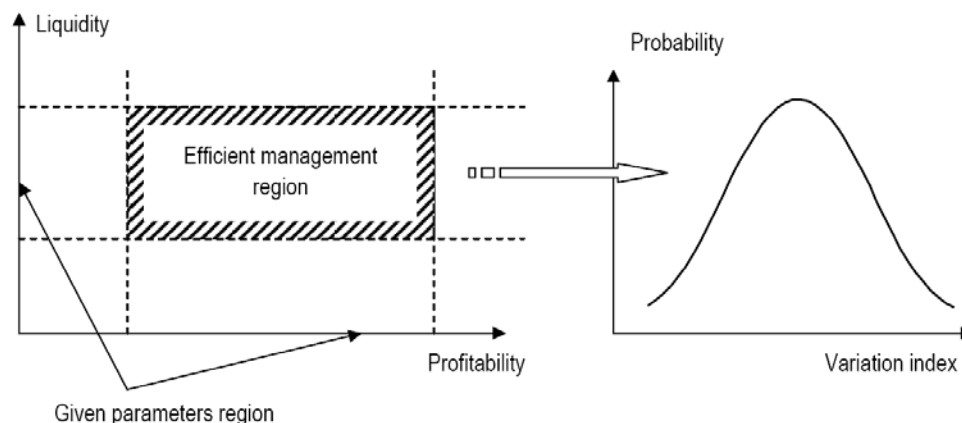 Liquidity
Efficient management
region
Profitability
Given parameters region
Probability
Variation index